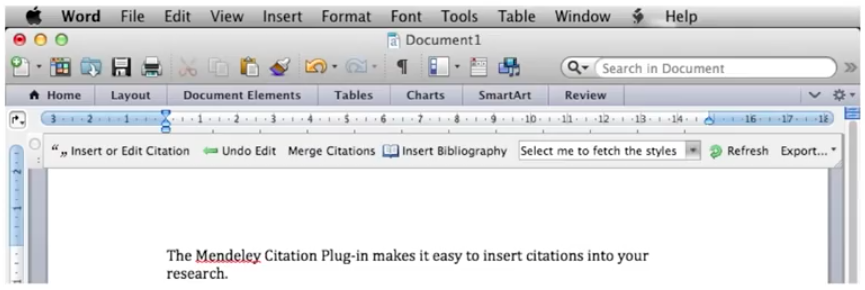 Word File Edit View Insert Format Font Tools Table Window Help
Document1
Search in Document
Home Layout Document Elements Tables Charts SmartArt Review
3 2 1 1 2 3 4 5 6 7 8 9 10 11 12 13 14 16 17 18
“ „ Insert or Edit Citation Undo Edit Merge Citations Insert Bibliography Select me to fetch the styles Refresh Export...
2
1
1
The Mendeley Citation Plug-in makes it easy to insert citations into your
research.